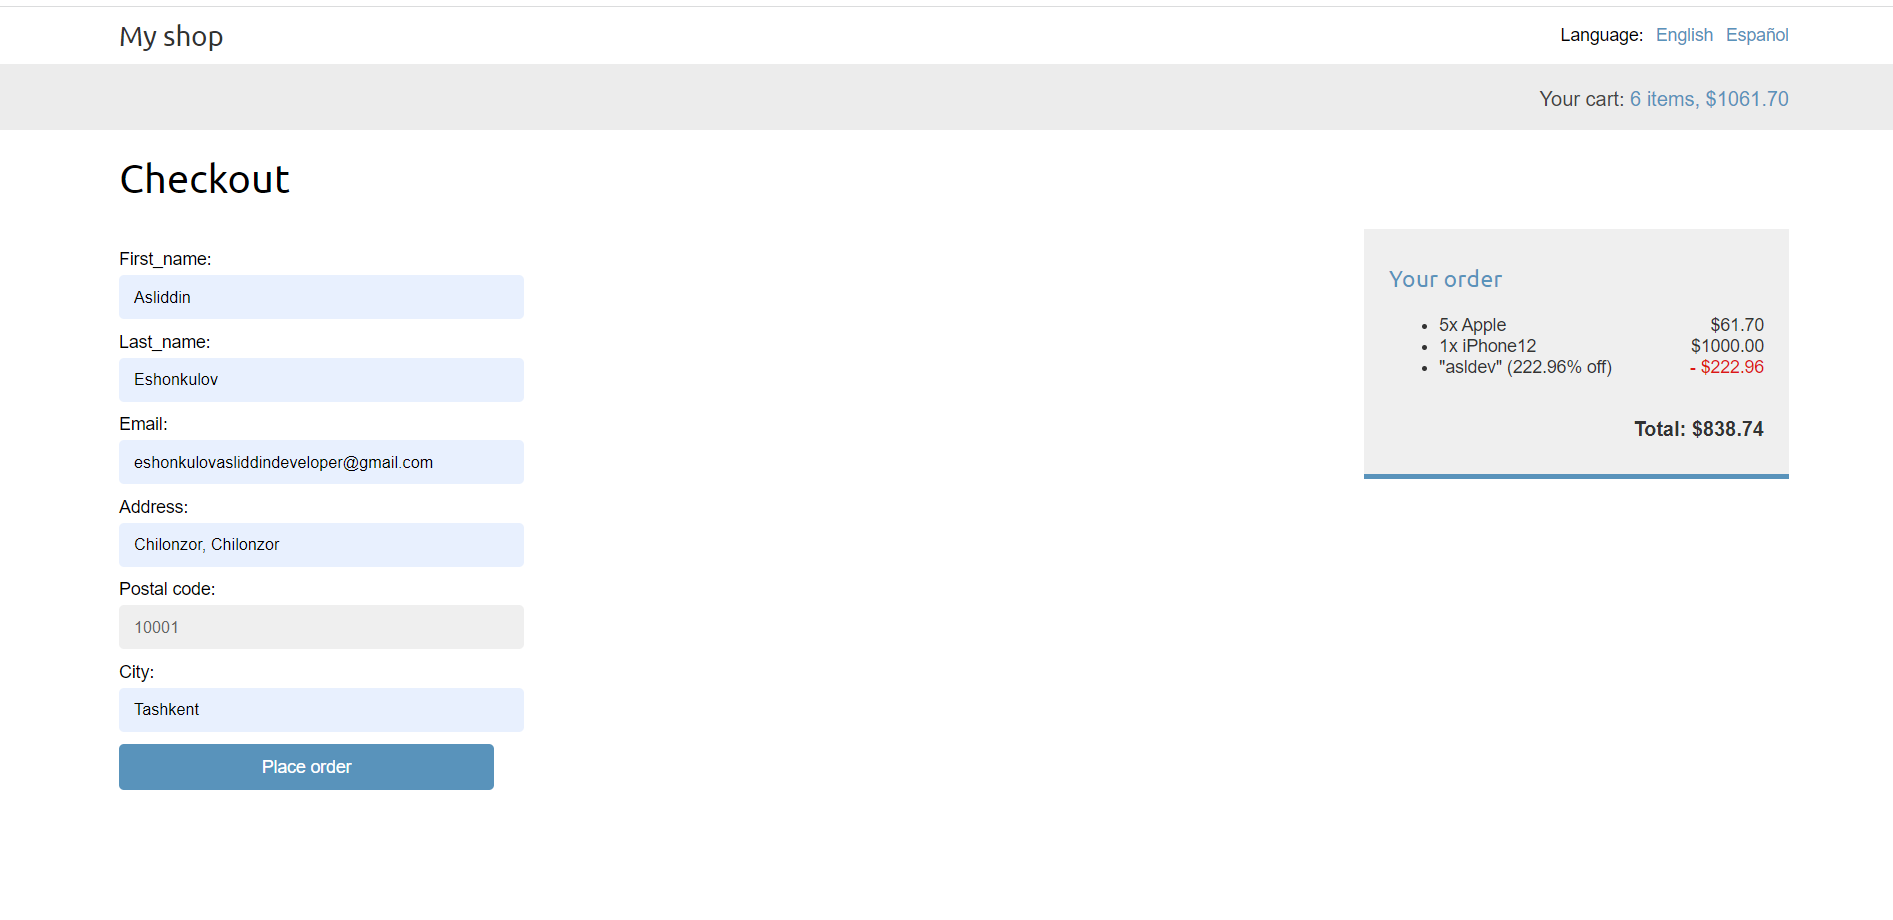 My shop
Language: English Español
Your cart: 6 items, $1061.70
Checkout
First_name:
Asliddin
Last_name:
Eshonkulov
Email:
eshonkulovasliddindeveloper@gmail.com
Address:
Chilonzor, Chilonzor
Postal code:
10001
City:
Tashkent
Place order
Your order
5x Apple $61.70
1x iPhone12 $1000.00
"asldev" (222.96% off) - $222.96
Total: $838.74